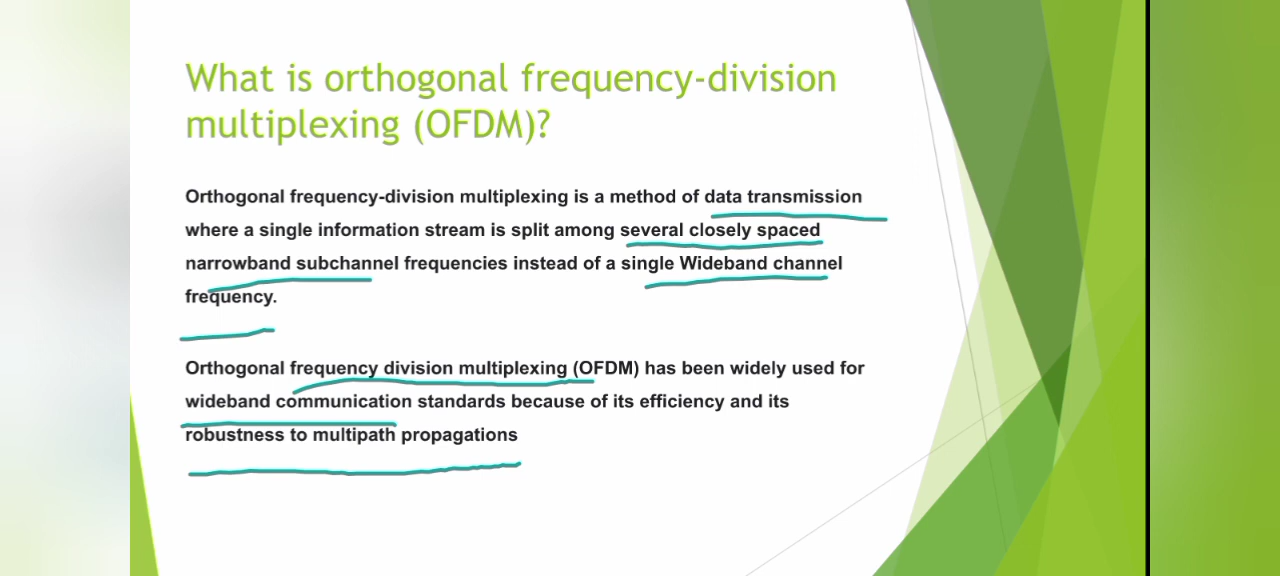 What is orthogonal frequency-division
multiplexing (OFDM)?
Orthogonal frequency-division multiplexing is a method of data transmission
where a single information stream is split among several closely spaced
narrowband subchannel frequencies instead of a single Wideband channel
frequency.
Orthogonal frequency division multiplexing (OFDM) has been widely used for
wideband communication standards because of its efficiency and its
robustness to multipath propagations